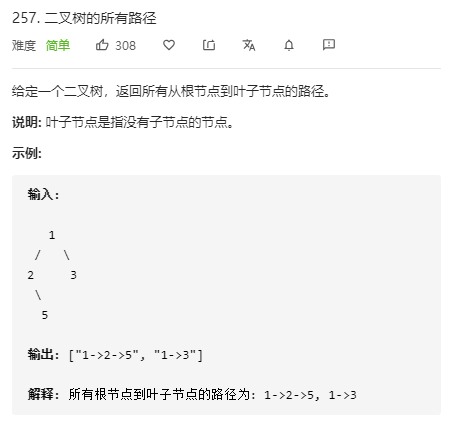 257. 二叉树的所有路径
难度 简单 308
给定一个二叉树，返回所有从根节点到叶子节点的路径。
说明: 叶子节点是指没有子节点的节点。
示例:
输入:
1
/ \
2 3
\
5
输出: ["1->2->5", "1->3"]
解释: 所有根节点到叶子节点的路径为: 1->2->5, 1->3